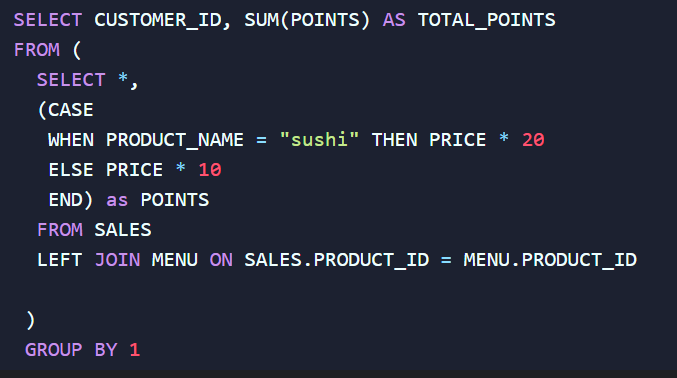 SELECT CUSTOMER_ID, SUM(POINTS) AS TOTAL_POINTS
FROM (
SELECT *,
(CASE
WHEN PRODUCT_NAME = "sushi" THEN PRICE * 20
ELSE PRICE * 10
END) as POINTS
FROM SALES
LEFT JOIN MENU ON SALES.PRODUCT_ID = MENU.PRODUCT_ID
)
GROUP BY 1